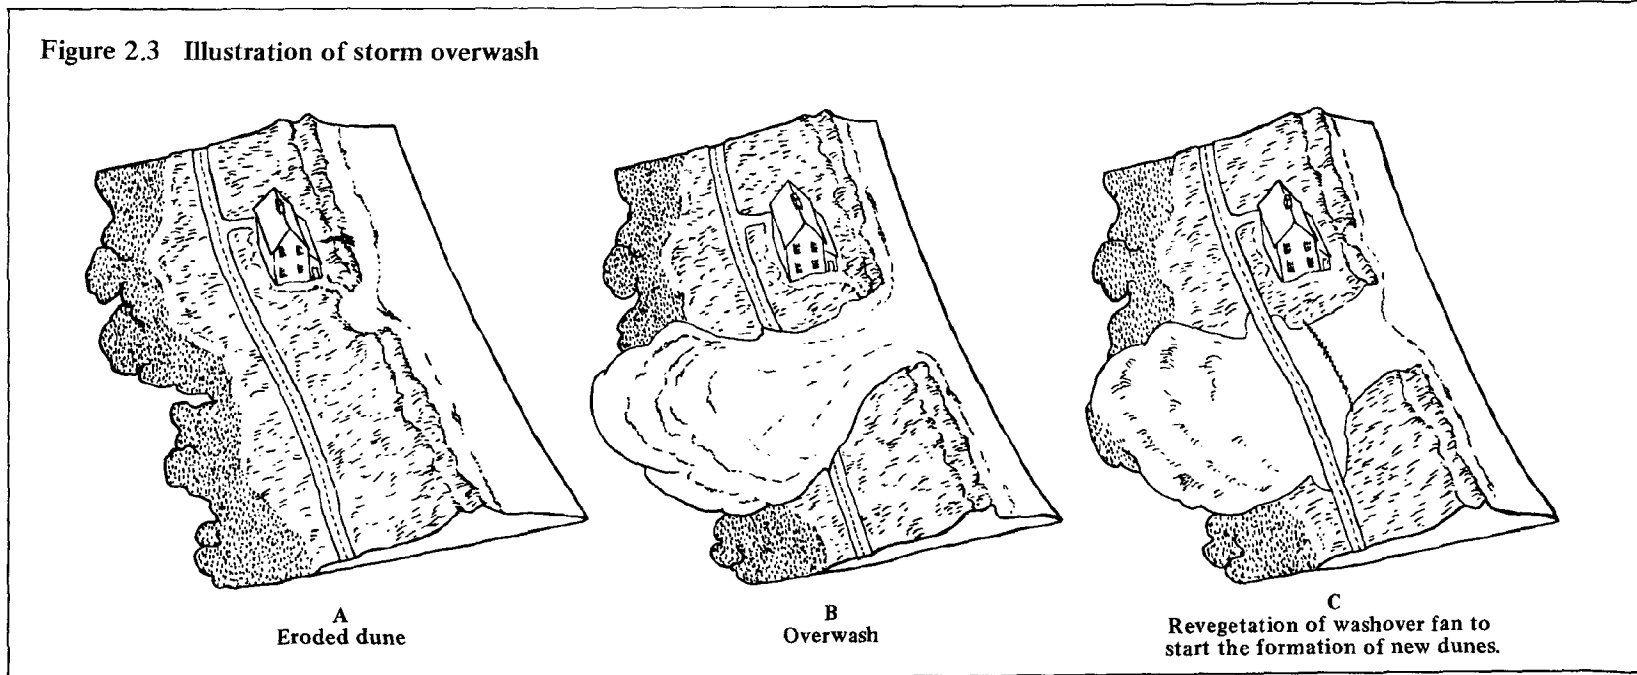 Figure 2.3 Illustration of storm overwash
A
Eroded dune
B
Overwash
C
Revegetation of washover fan to
start the formation of new dunes.